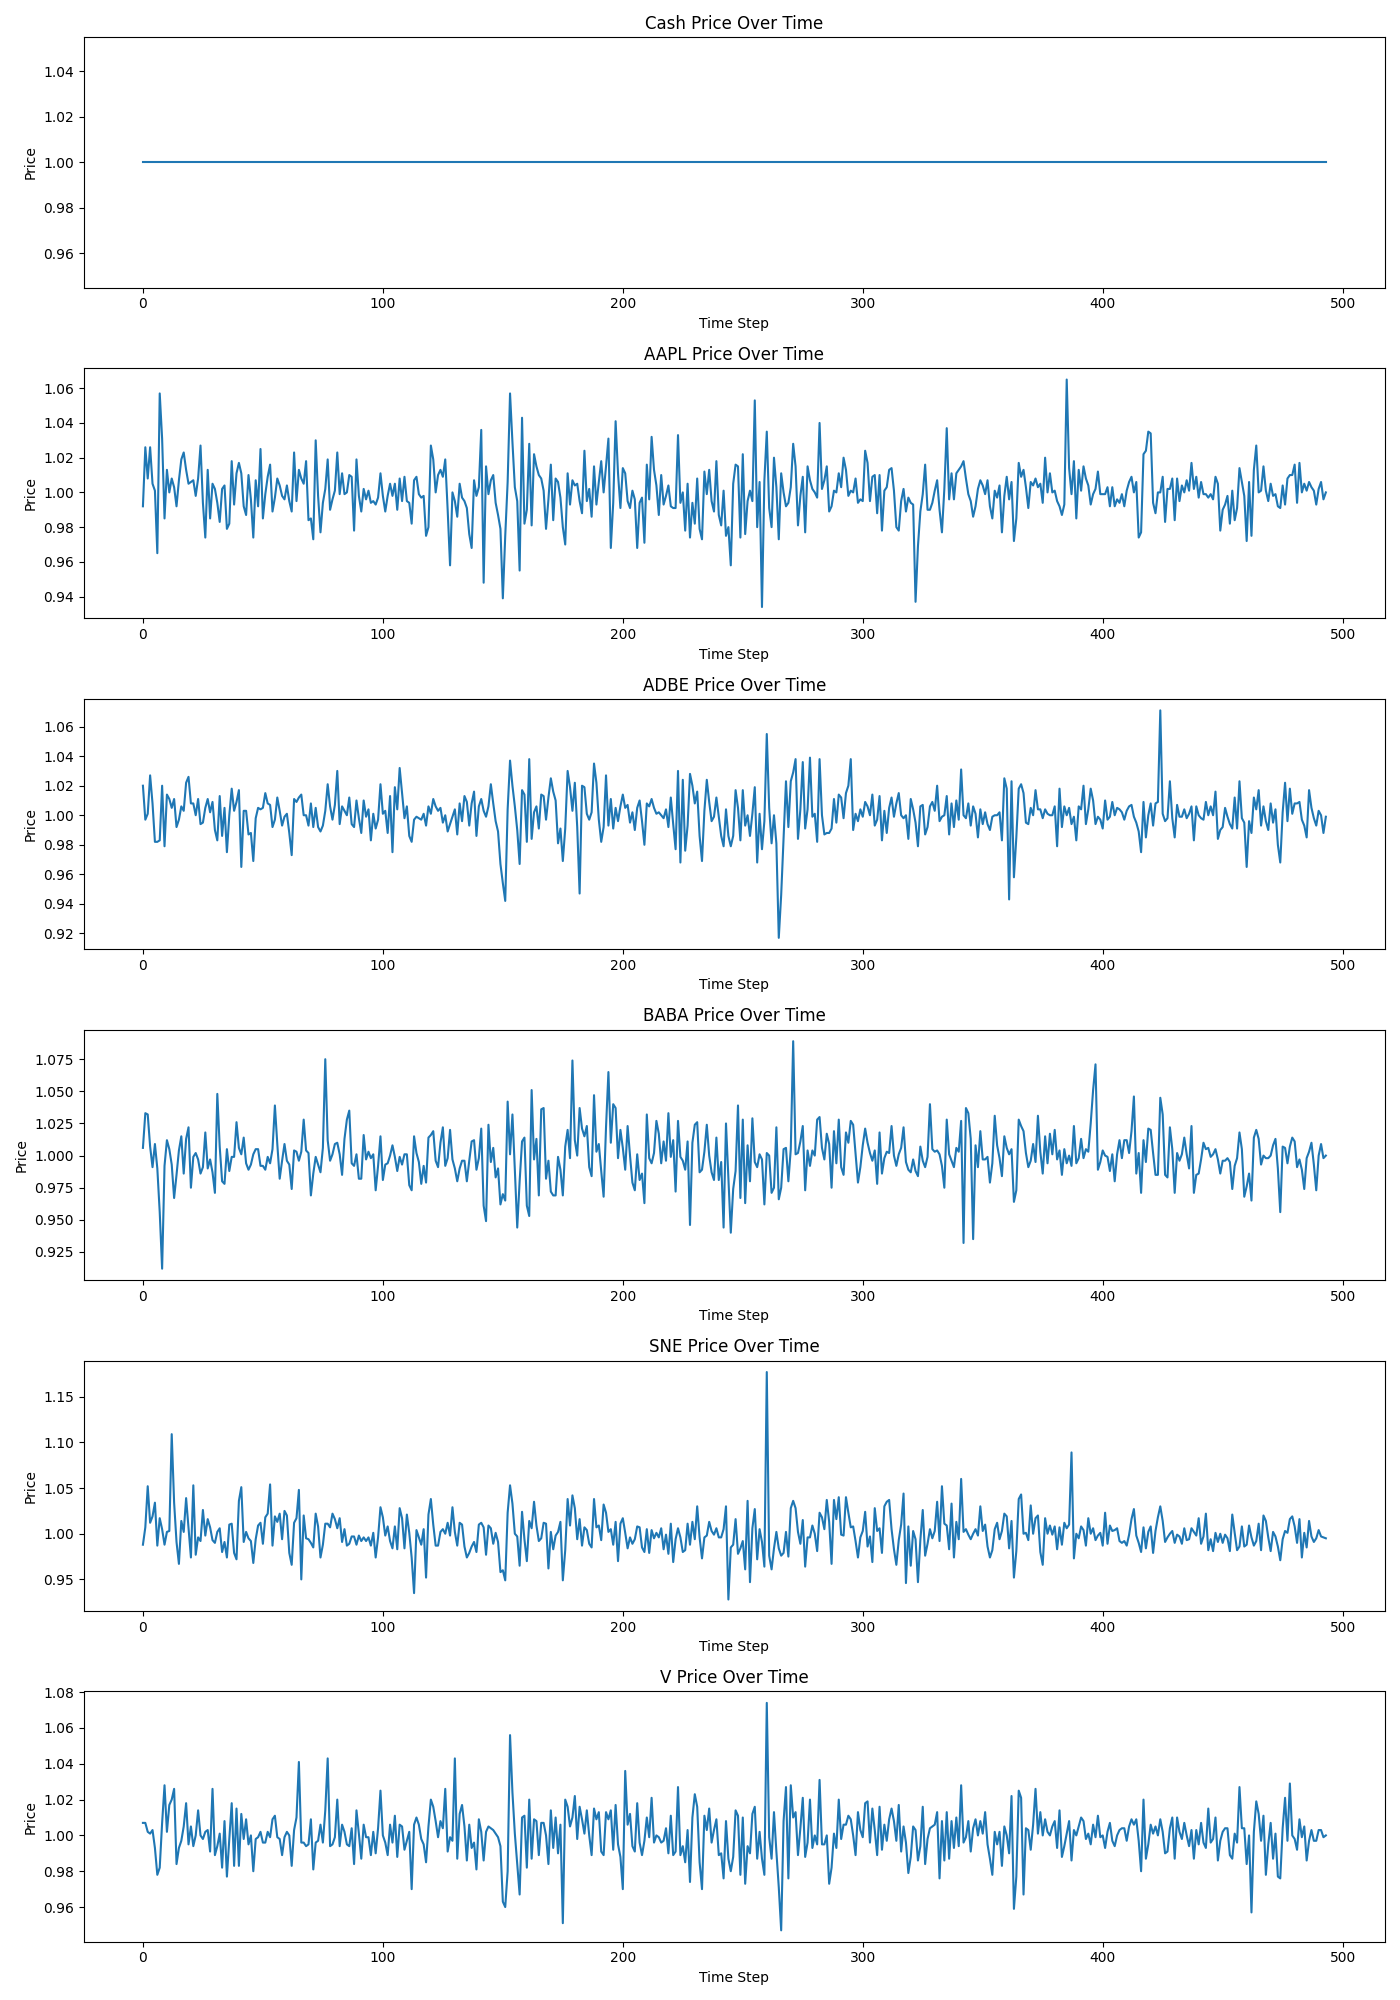 Cash Price Over Time
1.04
1.02
1.00
0.98
0.96
Price
0 100 200 300 400 500
Time Step
AAPL Price Over Time
1.06
1.04
1.02
1.00
0.98
0.96
0.94
Price
0 100 200 300 400 500
Time Step
ADBE Price Over Time
1.06
1.04
1.02
1.00
0.98
0.96
0.94
0.92
Price
0 100 200 300 400 500
Time Step
BABA Price Over Time
1.075
1.050
1.025
1.000
0.975
0.950
0.925
Price
0 100 200 300 400 500
Time Step
SNE Price Over Time
1.15
1.10
1.05
1.00
0.95
Price
0 100 200 300 400 500
Time Step
V Price Over Time
1.08
1.06
1.04
1.02
1.00
0.98
0.96
Price
0 100 200 300 400 500
Time Step